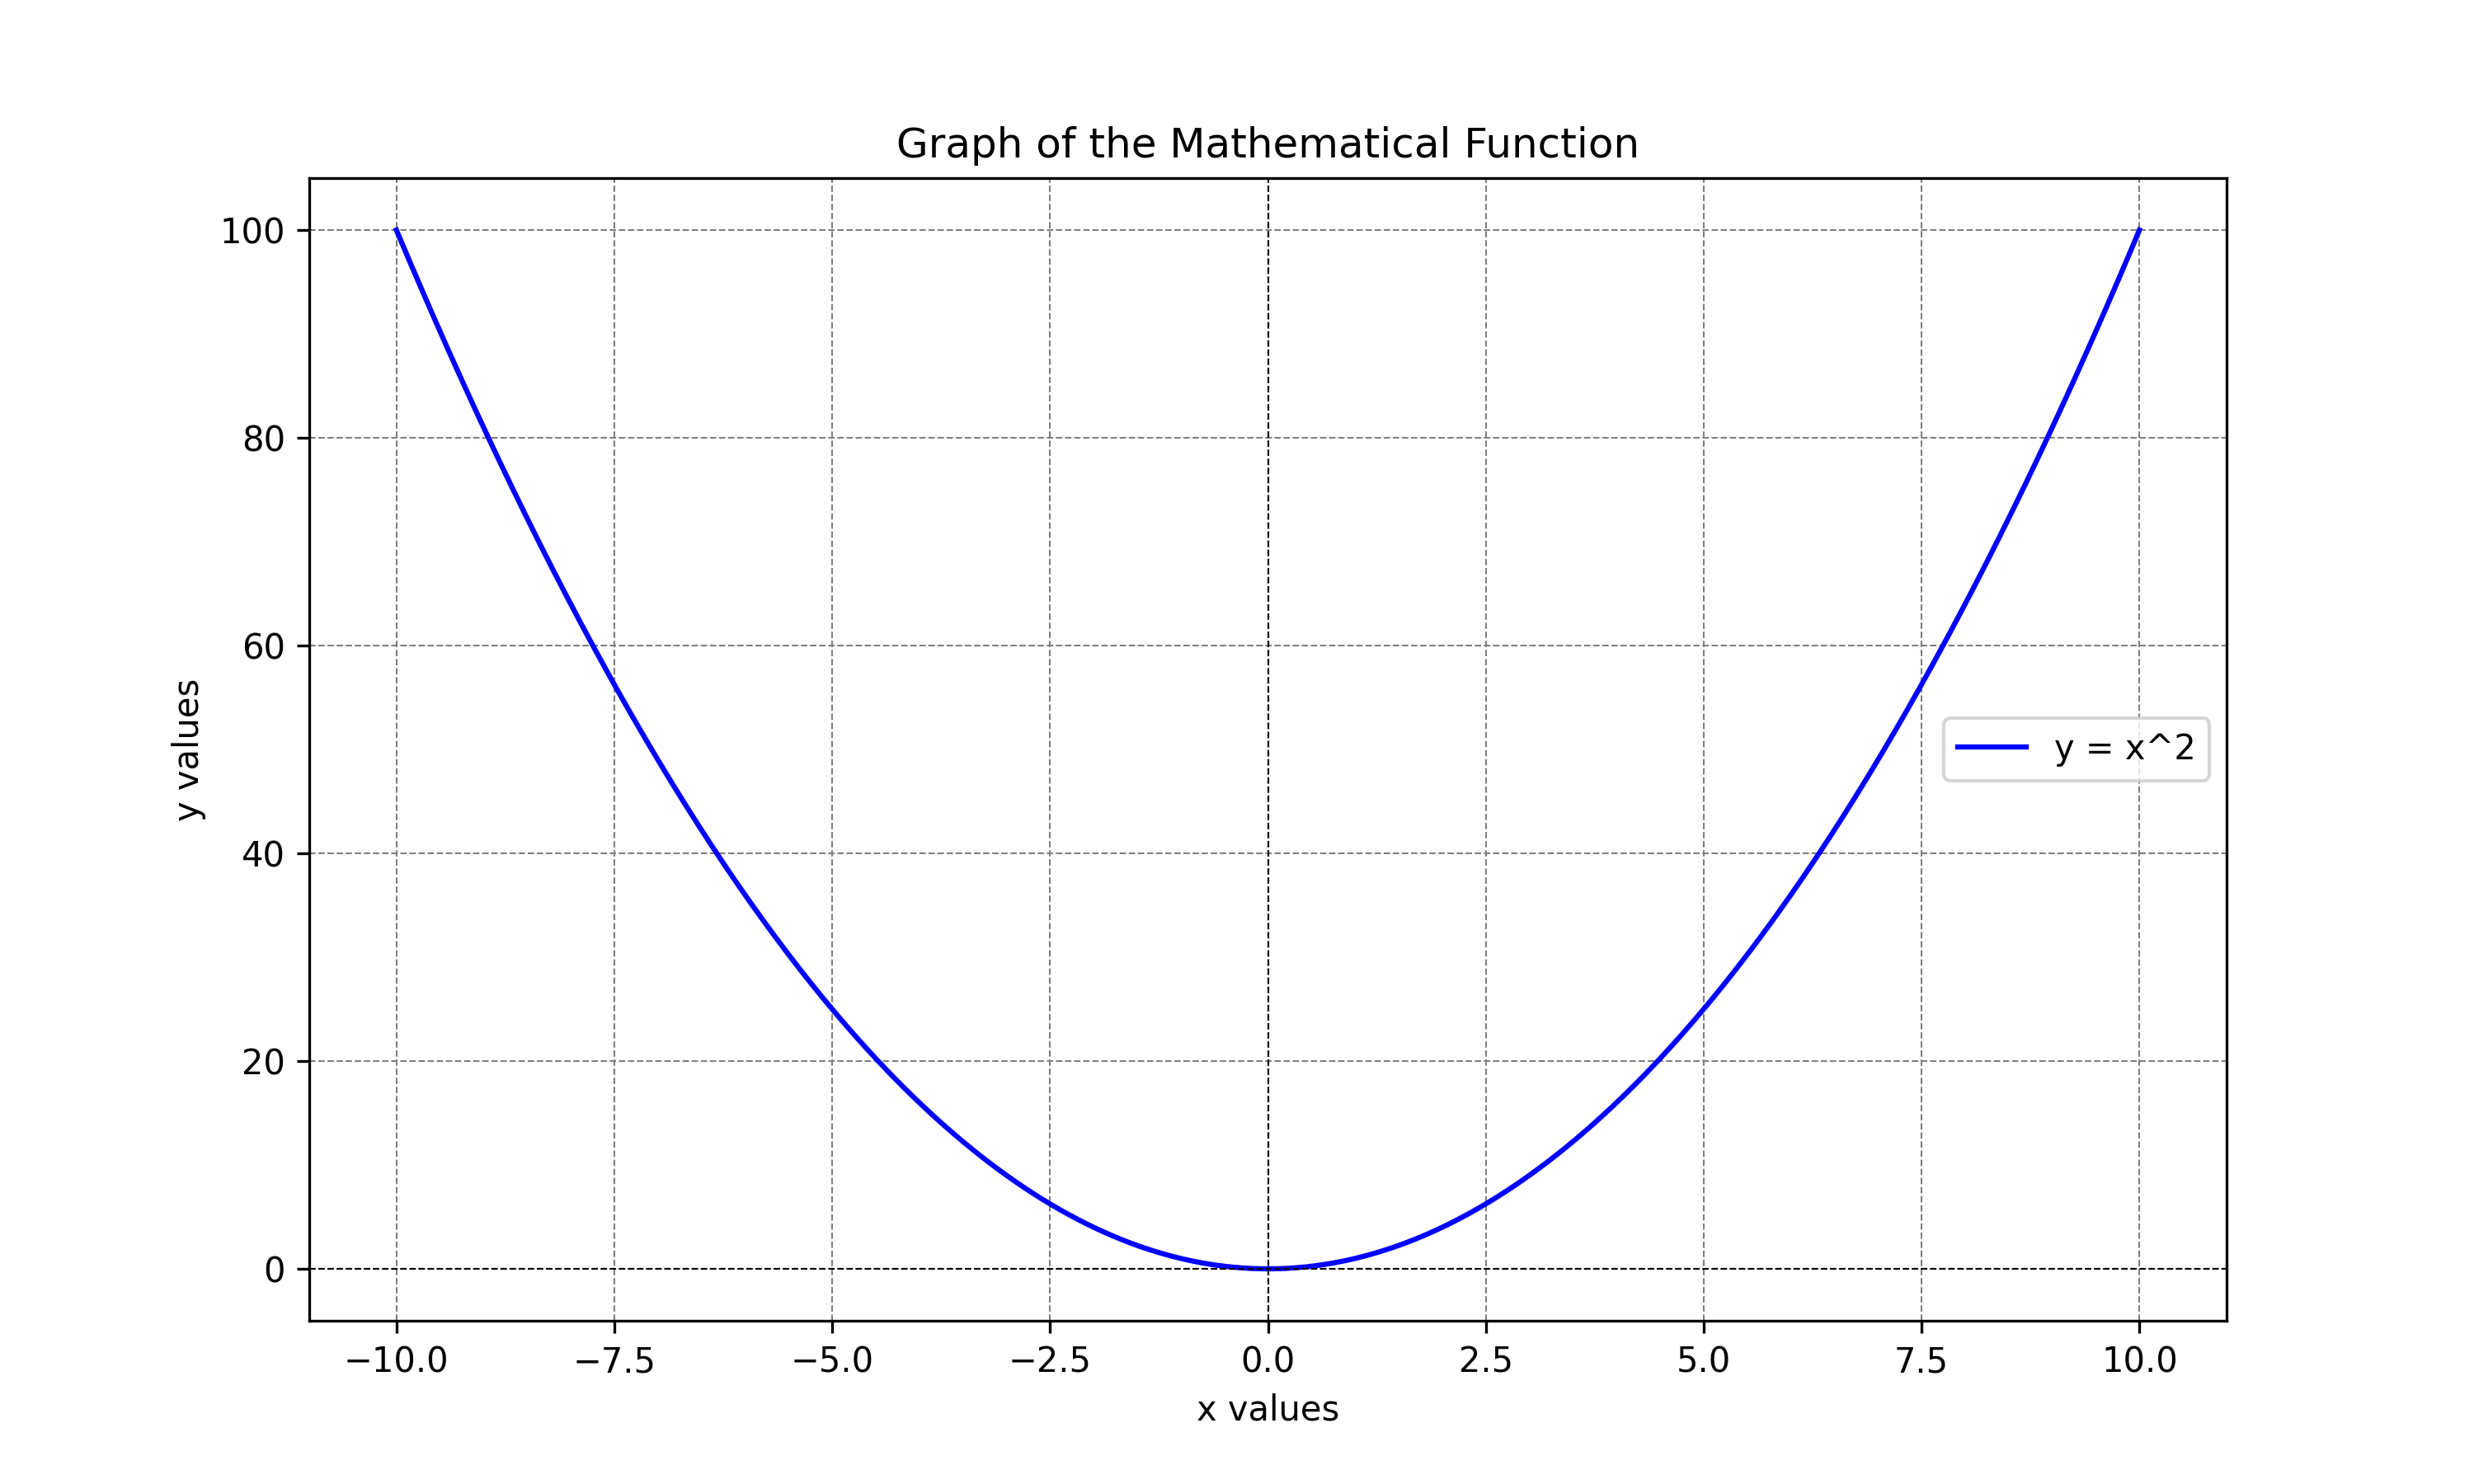 Graph of the Mathematical Function
100
80
60
40
20
0
y values
y = x^2
−10.0 −7.5 −5.0 −2.5 0.0 2.5 5.0 7.5 10.0
x values